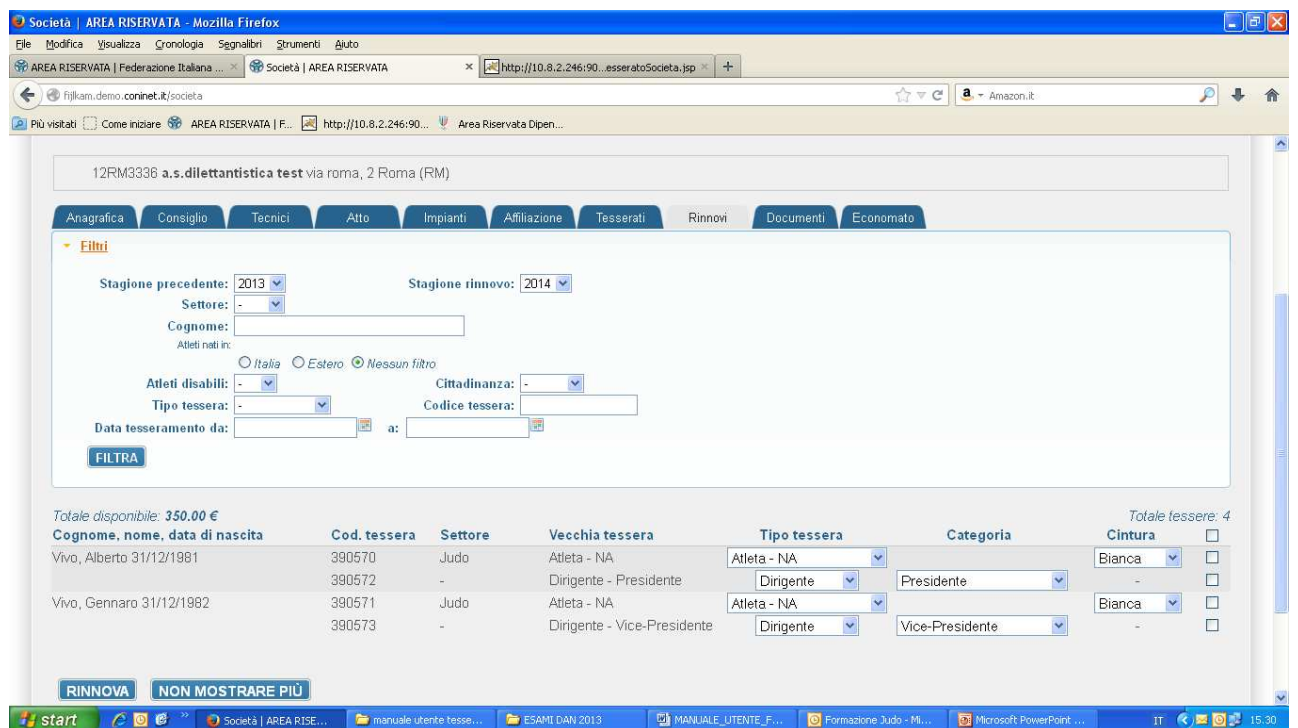 Società | AREA RISERVATA - Mozilla Firefox
File Modifica Visualizza Cronologia Segnalibri Strumenti Aiuto
AREA RISERVATA | Federazione Italiana ... × Società | AREA RISERVATA × http://10.8.2.246:90...esseratoSocieta.jsp × +
fijlkam.demo.coninet.it/societa a - Amazon.it
Più visitati Come iniziare AREA RISERVATA | F... http://10.8.2.246:90... Area Riservata Dipen...
12RM3336 a.s.dilettantistica test via roma, 2 Roma (RM)
Anagrafica Consiglio Tecnici Atto Impianti Affiliazione Tesserati Rinnovi Documenti Economato
Filtri
Stagione precedente: 2013 Stagione rinnovo: 2014
Settore: -
Cognome:
Atleti nati in:
Italia Estero Nessun filtro
Atleti disabili: - Cittadinanza: -
Tipo tessera: - Codice tessera:
Data tesseramento da: a:
FILTRA
Totale disponibile: 350.00 € Totale tessere: 4
Cognome, nome, data di nascita Cod. tessera Settore Vecchia tessera Tipo tessera Categoria Cintura
Vivo, Alberto 31/12/1981 390570 Judo Atleta - NA Atleta - NA Bianca
390572 - Dirigente - Presidente Dirigente Presidente -
Vivo, Gennaro 31/12/1982 390571 Judo Atleta - NA Atleta - NA Bianca
390573 - Dirigente - Vice-Presidente Dirigente Vice-Presidente -
RINNOVA NON MOSTRARE PIÙ
start » Società | AREA RISE... manuale utente tesse... ESAMI DAN 2013 MANUALE_UTENTE_F... Formazione Judo - Mi... Microsoft PowerPoint ... IT 15.30